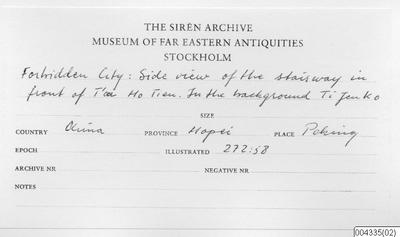 THE SIRÉN ARCHIVE
MUSEUM OF FAR EASTERN ANTIQUITIES
STOCKHOLM
Forbidden City: Side view of the stairway in
front of T'ai Ho Tien. In the background Ti Jen Ko
SIZE
COUNTRY China PROVINCE Hopei PLACE Peking
EPOCH ILLUSTRATED 272:58
ARCHIVE NR NEGATIVE NR
NOTES
004335(02)